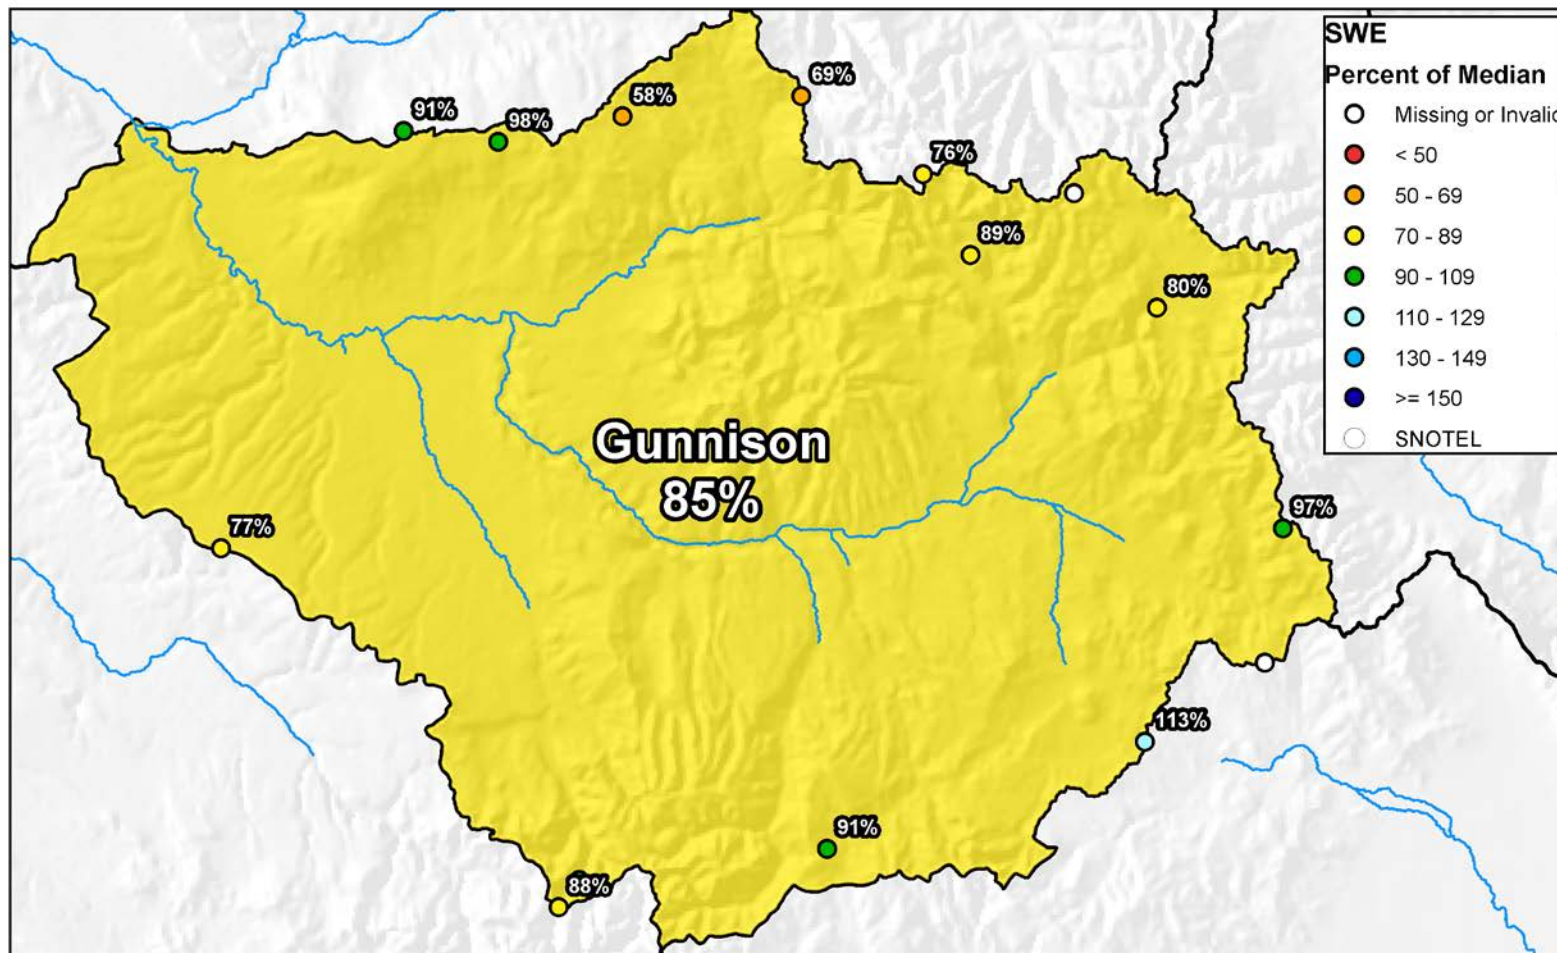 SWE
Percent of Median
Missing or Invalid
< 50
50 - 69
70 - 89
90 - 109
110 - 129
130 - 149
>= 150
SNOTEL
69%
58%
91%
98%
76%
89%
80%
Gunnison
85%
97%
77%
113%
91%
88%